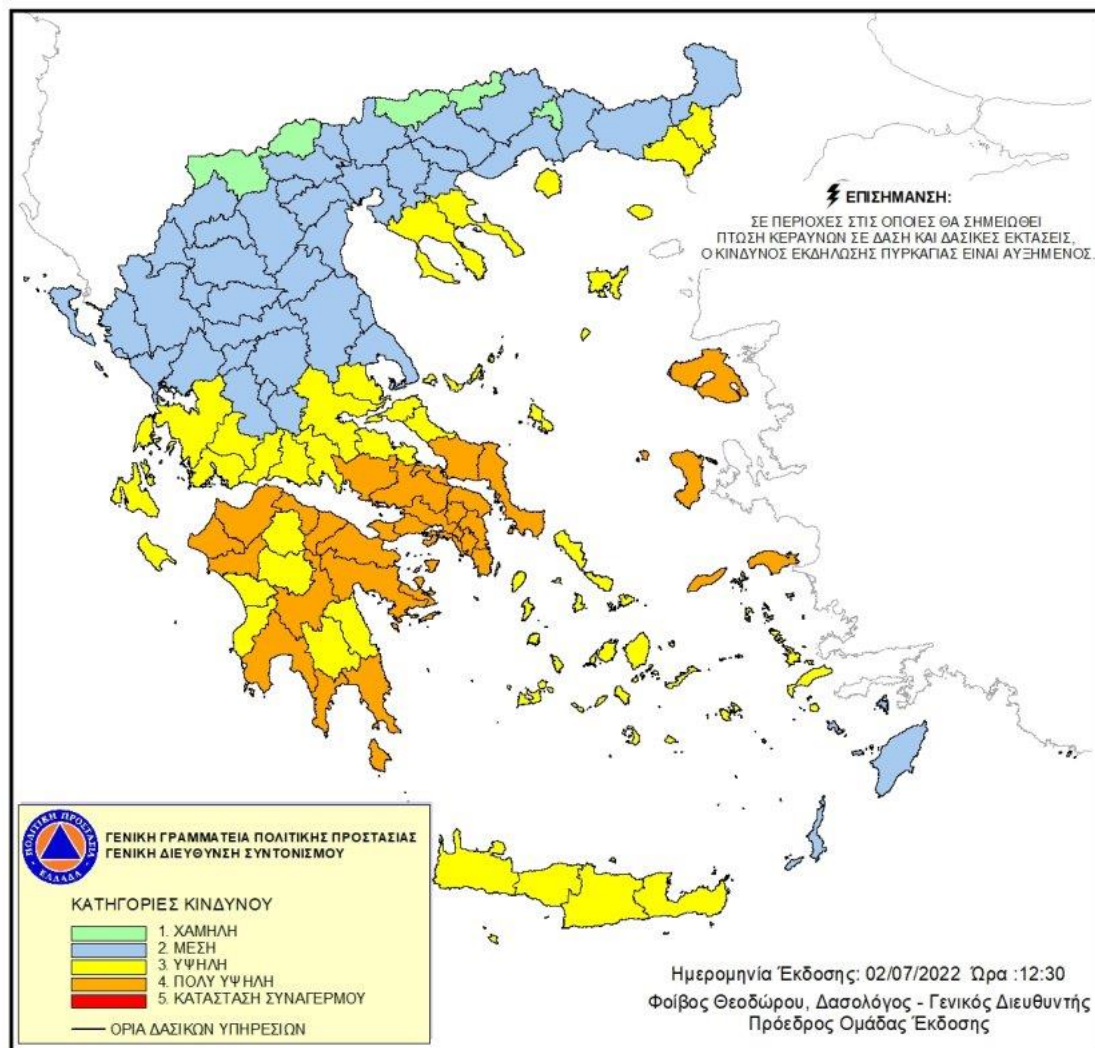 ΕΠΙΣΗΜΑΝΣΗ:
ΣΕ ΠΕΡΙΟΧΕΣ ΣΤΙΣ ΟΠΟΙΕΣ ΘΑ ΣΗΜΕΙΩΘΕΙ
ΠΤΩΣΗ ΚΕΡΑΥΝΩΝ ΣΕ ΔΑΣΗ ΚΑΙ ΔΑΣΙΚΕΣ ΕΚΤΑΣΕΙΣ,
Ο ΚΙΝΔΥΝΟΣ ΕΚΔΗΛΩΣΗΣ ΠΥΡΚΑΓΙΑΣ ΕΙΝΑΙ ΑΥΞΗΜΕΝΟΣ.
ΠΟΛΙΤΙΚΗ ΠΡΟΣΤΑΣΙΑ
ΕΛΛΑΔΑ
ΓΕΝΙΚΗ ΓΡΑΜΜΑΤΕΙΑ ΠΟΛΙΤΙΚΗΣ ΠΡΟΣΤΑΣΙΑΣ
ΓΕΝΙΚΗ ΔΙΕΥΘΥΝΣΗ ΣΥΝΤΟΝΙΣΜΟΥ
ΚΑΤΗΓΟΡΙΕΣ ΚΙΝΔΥΝΟΥ
1. ΧΑΜΗΛΗ
2. ΜΕΣΗ
3. ΥΨΗΛΗ
4. ΠΟΛΥ ΥΨΗΛΗ
5. ΚΑΤΑΣΤΑΣΗ ΣΥΝΑΓΕΡΜΟΥ
ΟΡΙΑ ΔΑΣΙΚΩΝ ΥΠΗΡΕΣΙΩΝ
Ημερομηνία Έκδοσης: 02/07/2022 Ώρα :12:30
Φοίβος Θεοδώρου, Δασολόγος - Γενικός Διευθυντής
Πρόεδρος Ομάδας Έκδοσης